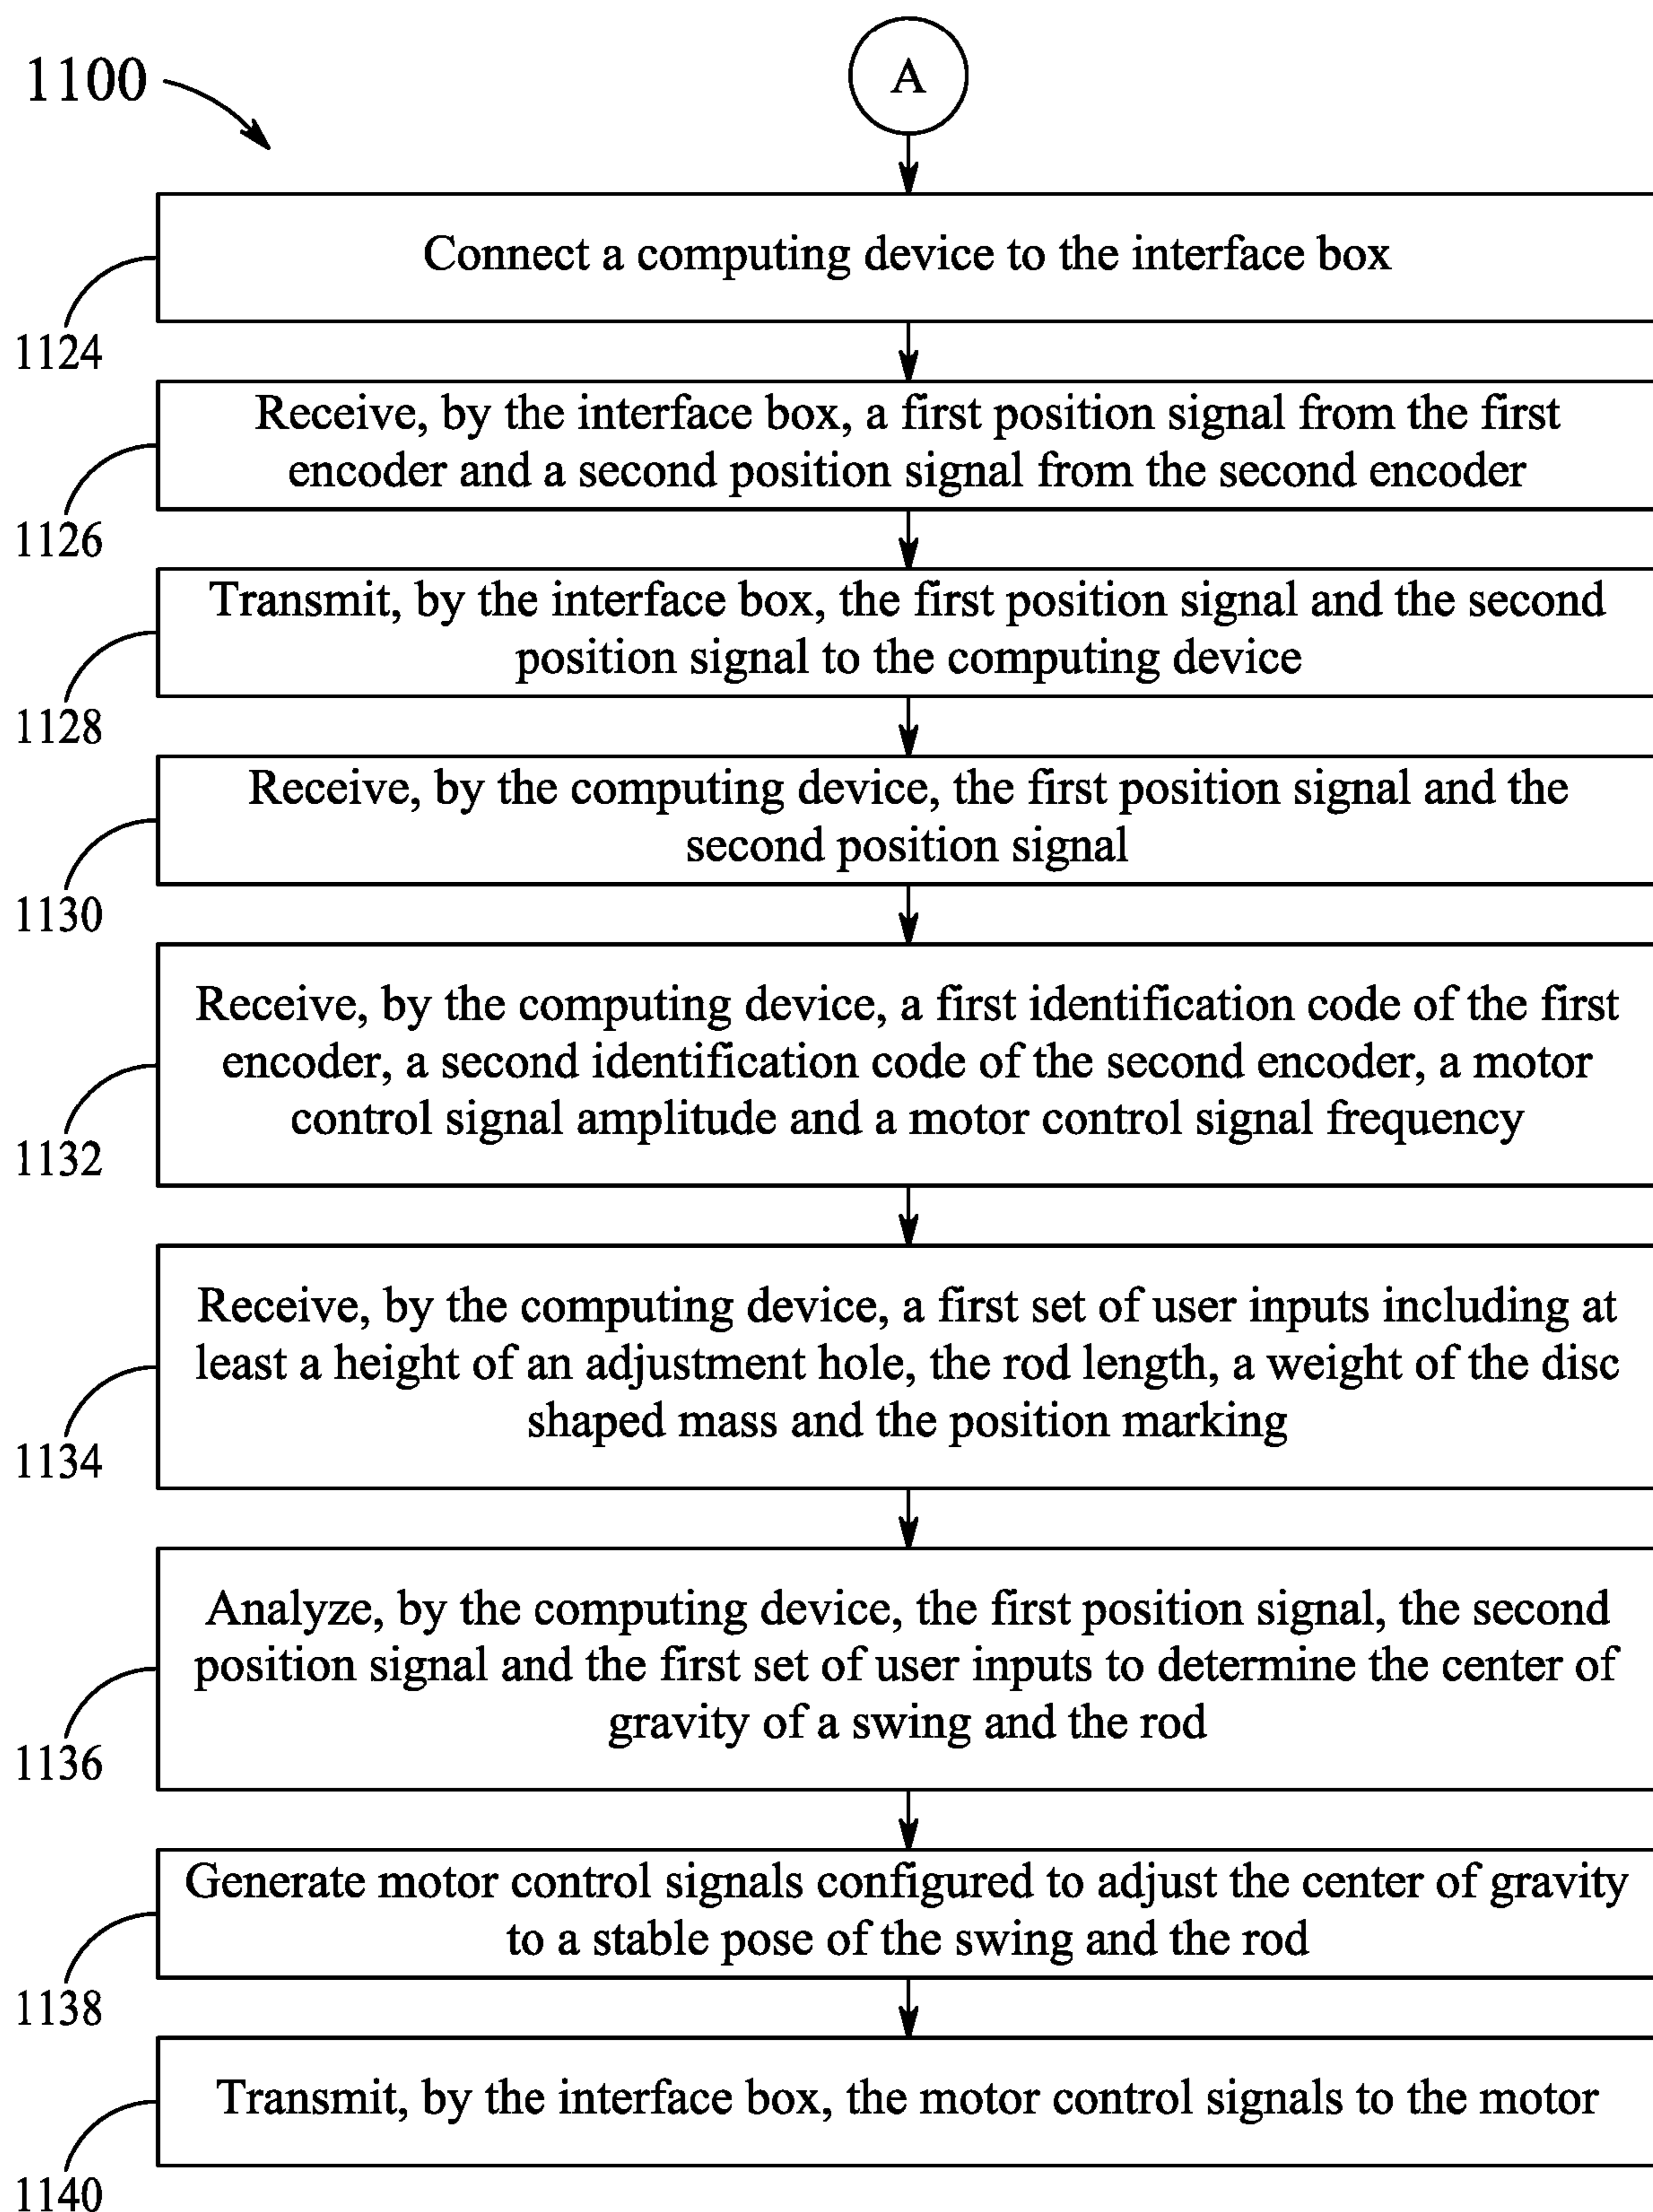 1100
A
Connect a computing device to the interface box
1124
Receive, by the interface box, a first position signal from the first
encoder and a second position signal from the second encoder
1126
Transmit, by the interface box, the first position signal and the second
position signal to the computing device
1128
Receive, by the computing device, the first position signal and the
second position signal
1130
Receive, by the computing device, a first identification code of the first
encoder, a second identification code of the second encoder, a motor
control signal amplitude and a motor control signal frequency
1132
Receive, by the computing device, a first set of user inputs including at
least a height of an adjustment hole, the rod length, a weight of the disc
shaped mass and the position marking
1134
Analyze, by the computing device, the first position signal, the second
position signal and the first set of user inputs to determine the center of
gravity of a swing and the rod
1136
Generate motor control signals configured to adjust the center of gravity
to a stable pose of the swing and the rod
1138
Transmit, by the interface box, the motor control signals to the motor
1140